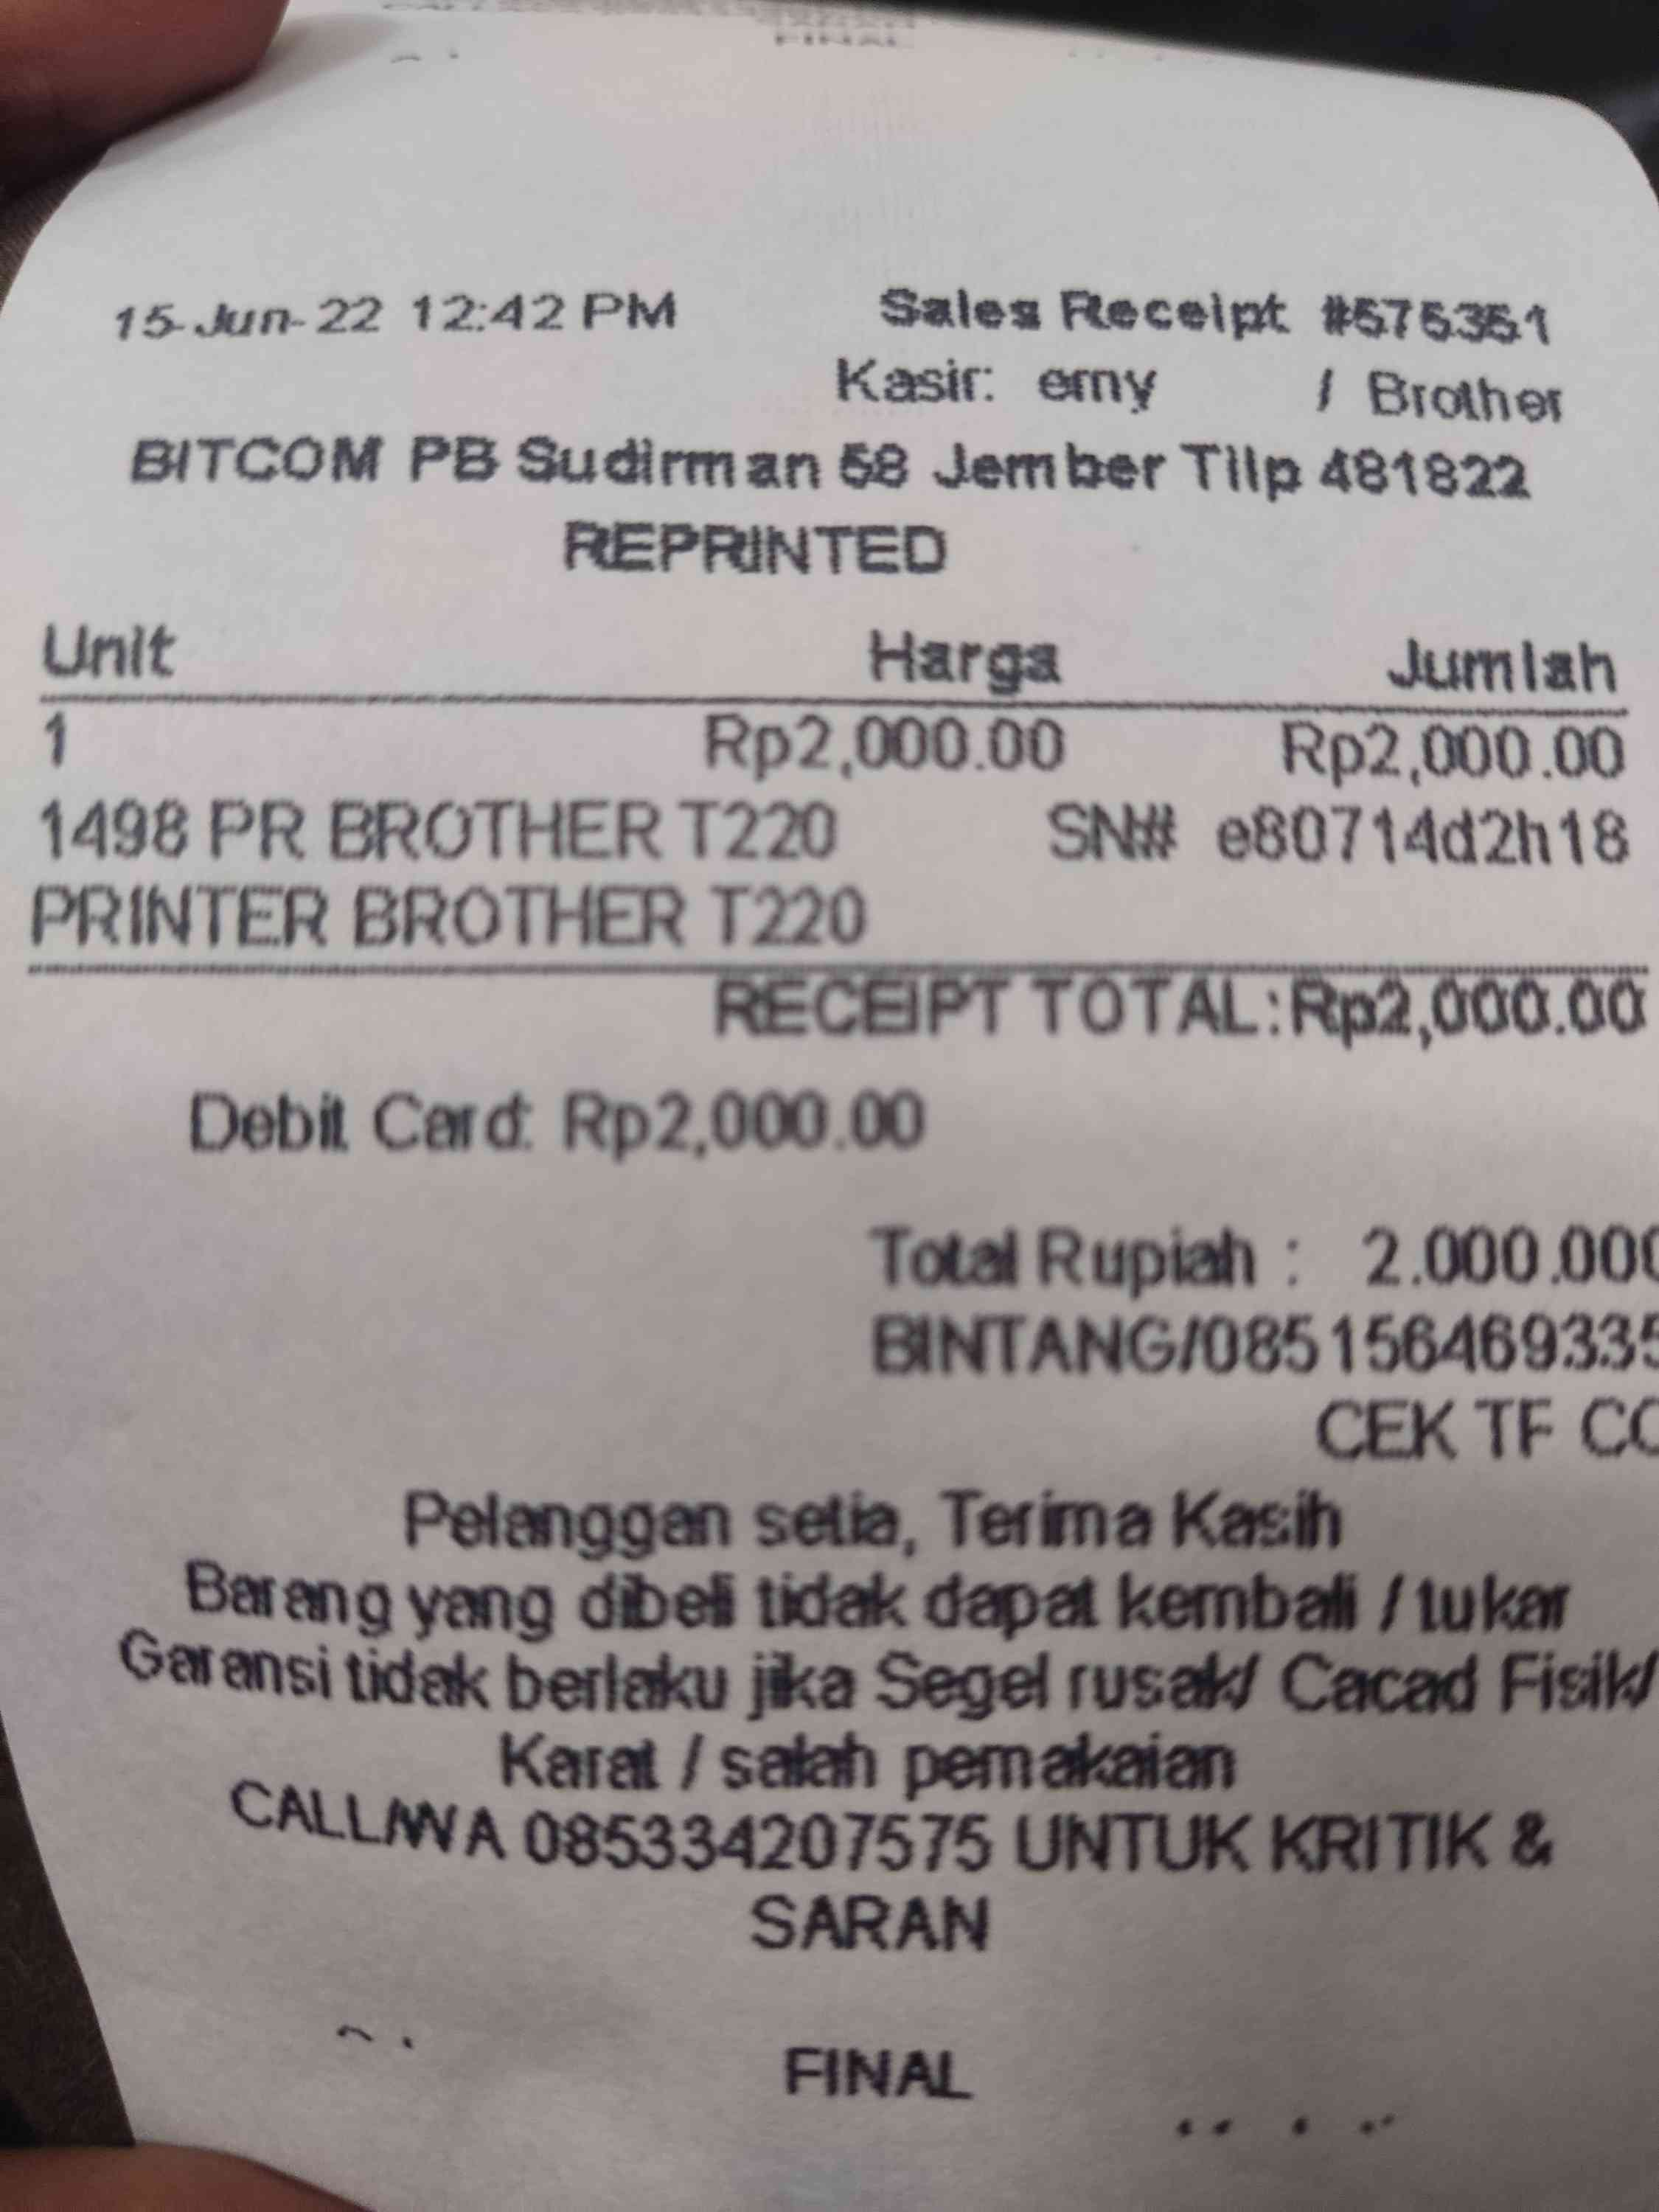 FINAL
15-Jun-22 12:42 PM Sales Receipt #575351
Kasir: erny / Brother
BITCOM PB Sudirman 58 Jember Tilp 481822
REPRINTED
Unit Harga Jumlah
1 Rp2,000.00 Rp2,000.00
1498 PR BROTHER T220 SN# e80714d2h18
PRINTER BROTHER T220
RECEIPT TOTAL: Rp2,000.00
Debit Card: Rp2,000.00
Total Rupiah : 2.000.000
BINTANG/085156469335
CEK TF CC
Pelanggan setia, Terima Kasih
Barang yang dibeli tidak dapat kembali / tukar
Garansi tidak berlaku jika Segel rusak/ Cacad Fisik/
Karat / salah pemakaian
CALL/WA 085334207575 UNTUK KRITIK &
SARAN
FINAL